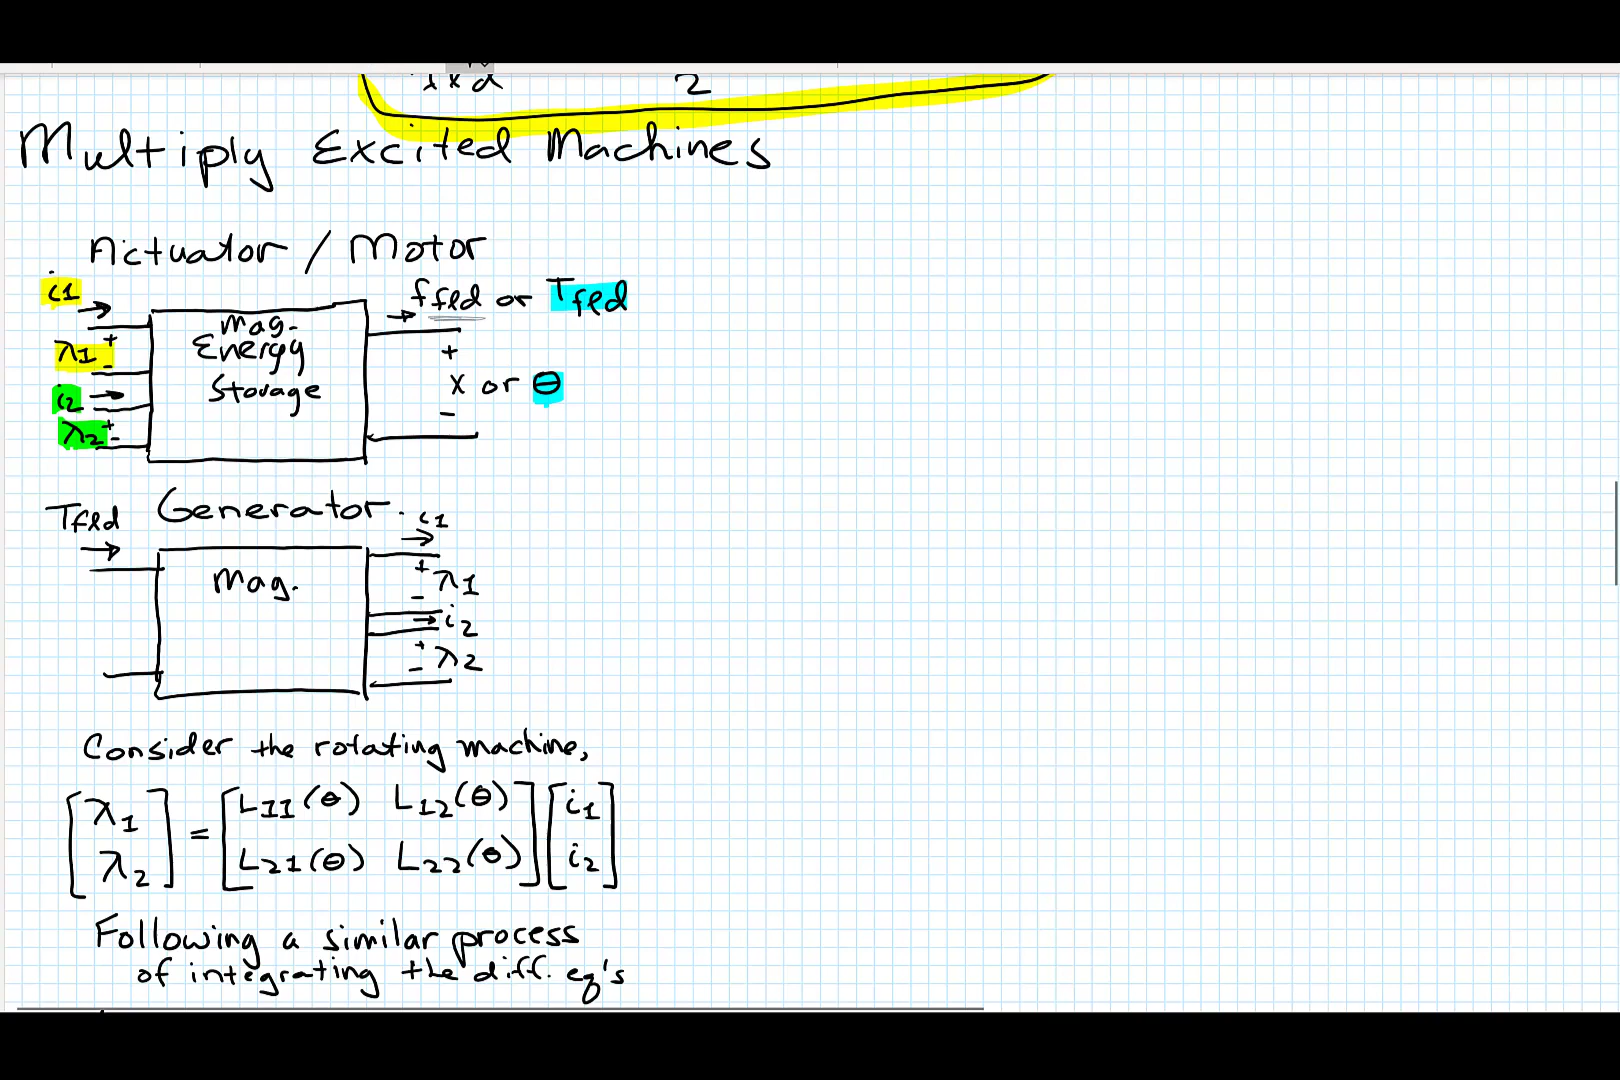 2
Multiply Excited Machines
Actuator / Motor
i1 → → ffld or Tfld
λ1 + - Mag. Energy Storage + x or θ -
i2 →
λ2 + -
Tfld → Generator. i1 →
Mag. + λ1 -
→ i2
+ λ2 -
Consider the rotating machine,
[λ1] = [L11(θ) L12(θ)] [i1]
[λ2] [L21(θ) L22(θ)] [i2]
Following a similar process
of integrating the diff. eq's